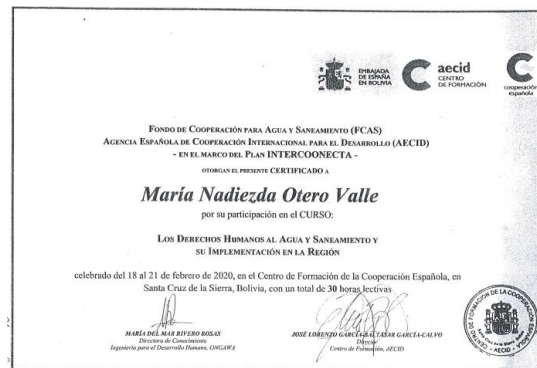 EMBAJADA
DE ESPAÑA
EN BOLIVIA
aecid
CENTRO
DE FORMACIÓN
cooperación
española
FONDO DE COOPERACIÓN PARA AGUA Y SANEAMIENTO (FCAS)
AGENCIA ESPAÑOLA DE COOPERACIÓN INTERNACIONAL PARA EL DESARROLLO (AECID)
- EN EL MARCO DEL PLAN INTERCOONECTA -
OTORGAN EL PRESENTE CERTIFICADO A
María Nadiezda Otero Valle
por su participación en el CURSO:
LOS DERECHOS HUMANOS AL AGUA Y SANEAMIENTO Y
SU IMPLEMENTACIÓN EN LA REGIÓN
celebrado del 18 al 21 de febrero de 2020, en el Centro de Formación de la Cooperación Española, en
Santa Cruz de la Sierra, Bolivia, con un total de 30 horas lectivas
MARÍA DEL MAR RIVERO ROSAS
Directora de Conocimiento
Ingeniería para el Desarrollo Humano, ONGAWA
JOSÉ LORENZO GARCÍA-BALTASAR GARCÍA-CALVO
Director
Centro de Formación, AECID
CENTRO DE FORMACIÓN DE LA COOPERACIÓN ESPAÑOLA
Santa Cruz de la Sierra
- AECID -